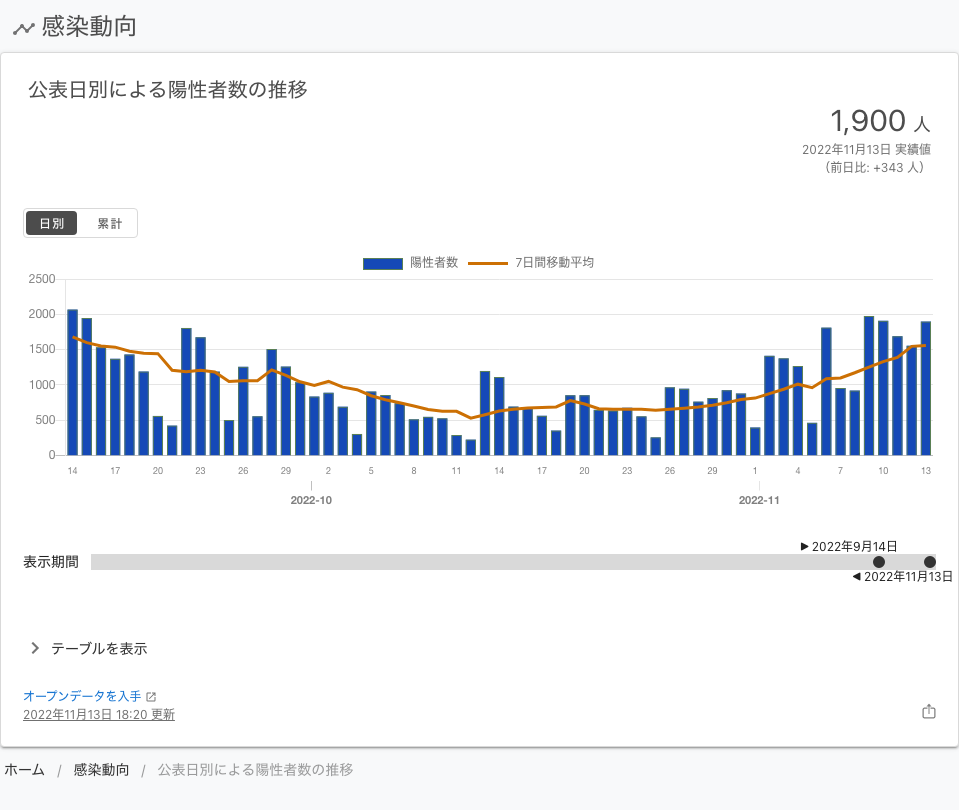 感染動向
公表日別による陽性者数の推移
1,900 人
2022年11月13日 実績値
（前日比: +343 人）
日別 累計
陽性者数 7日間移動平均
2500
2000
1500
1000
500
0
14 17 20 23 26 29 2 5 8 11 14 17 20 23 26 29 1 4 7 10 13
2022-10 2022-11
2022年9月14日
表示期間
2022年11月13日
テーブルを表示
オープンデータを入手
2022年11月13日 18:20 更新
ホーム / 感染動向 / 公表日別による陽性者数の推移